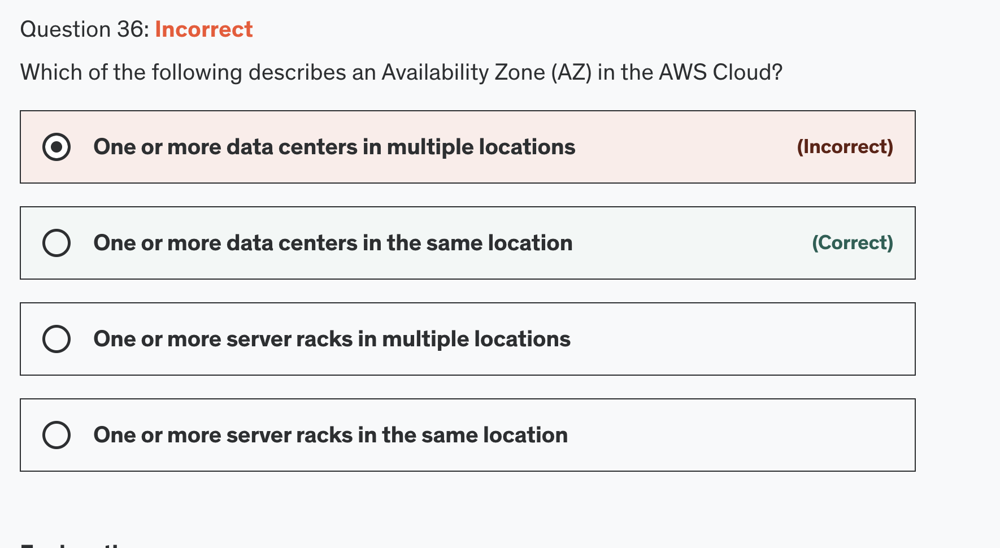 Question 36: Incorrect
Which of the following describes an Availability Zone (AZ) in the AWS Cloud?
One or more data centers in multiple locations (Incorrect)
One or more data centers in the same location (Correct)
One or more server racks in multiple locations
One or more server racks in the same location